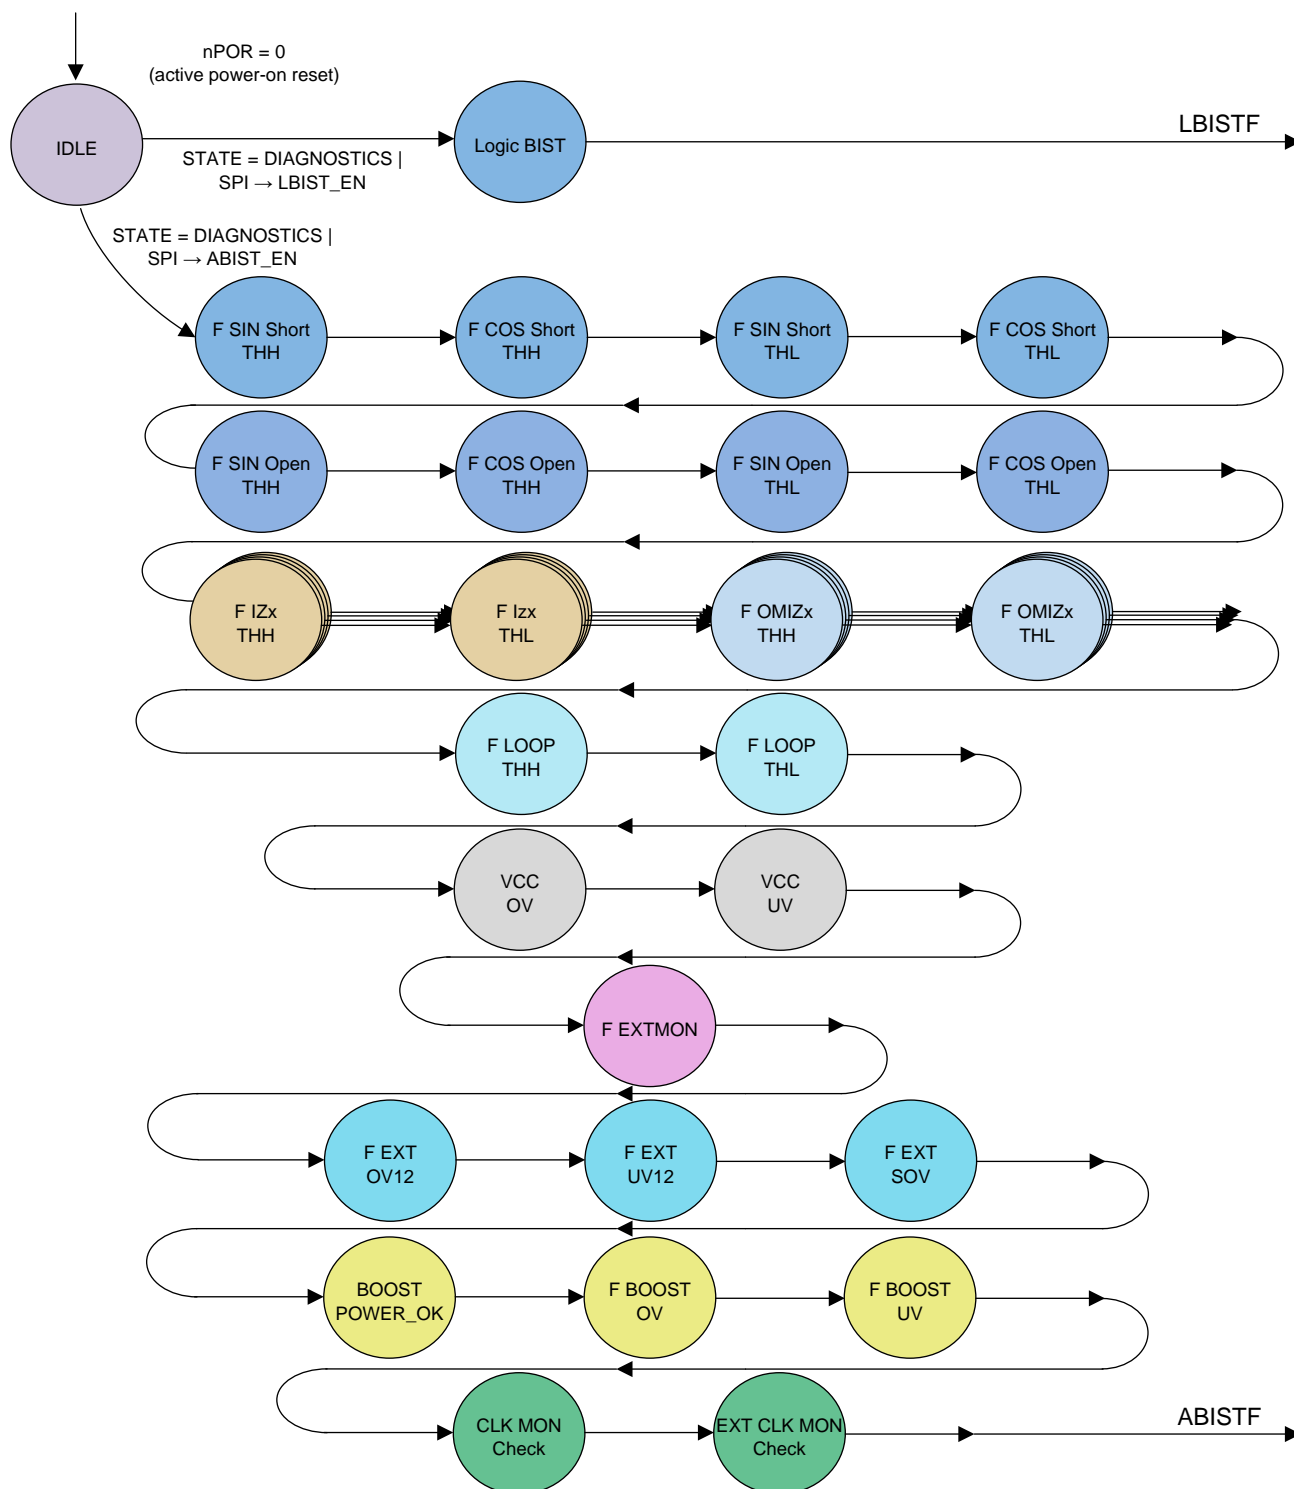 nPOR = 0
(active power-on reset)
IDLE
Logic BIST
LBISTF
STATE = DIAGNOSTICS |
SPI → LBIST_EN
STATE = DIAGNOSTICS |
SPI → ABIST_EN
F SIN Short
THH
F COS Short
THH
F SIN Short
THL
F COS Short
THL
F SIN Open
THH
F COS Open
THH
F SIN Open
THL
F COS Open
THL
F IZx
THH
F Izx
THL
F OMIZx
THH
F OMIZx
THL
F LOOP
THH
F LOOP
THL
VCC
OV
VCC
UV
F EXTMON
F EXT
OV12
F EXT
UV12
F EXT
SOV
BOOST
POWER_OK
F BOOST
OV
F BOOST
UV
CLK MON
Check
EXT CLK MON
Check
ABISTF